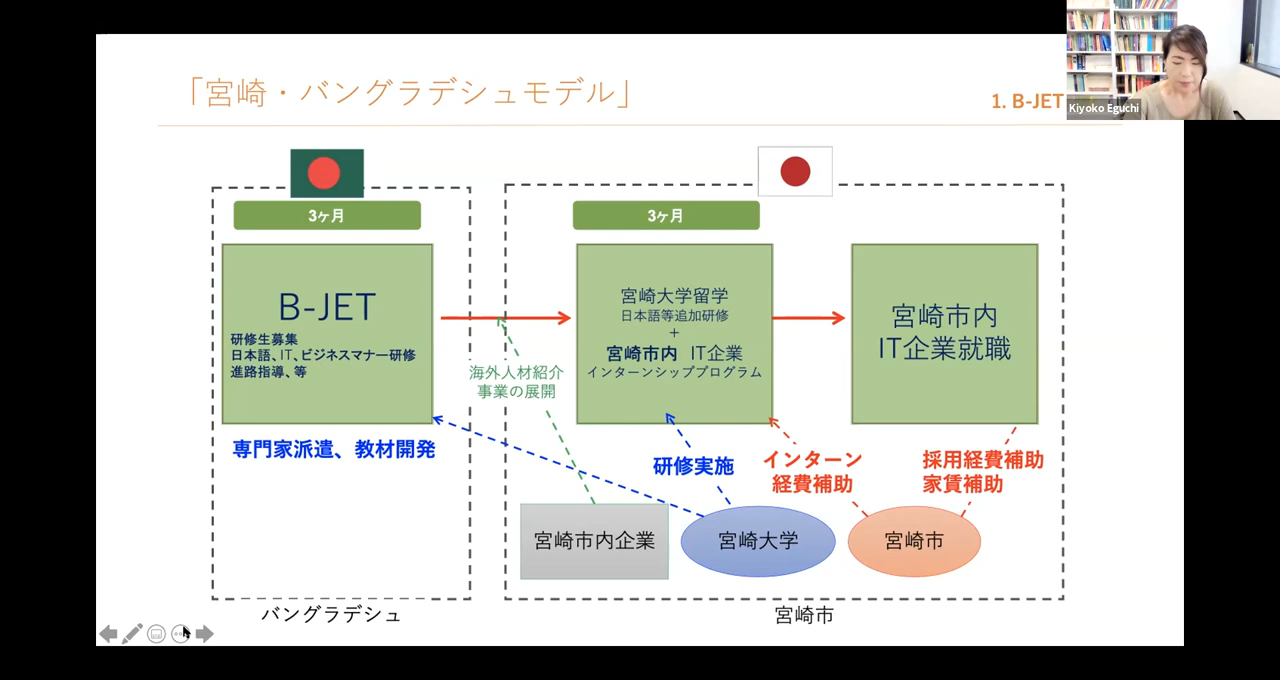 「宮崎・バングラデシュモデル」
1. B-JET
Kiyoko Eguchi
3ヶ月
3ヶ月
B-JET
研修生募集
日本語、IT、ビジネスマナー研修
進路指導、等
宮崎大学留学
日本語等追加研修
+
宮崎市内 IT企業
インターンシッププログラム
宮崎市内
IT企業就職
海外人材紹介
事業の展開
専門家派遣、教材開発
研修実施
インターン
経費補助
採用経費補助
家賃補助
宮崎市内企業
宮崎大学
宮崎市
バングラデシュ
宮崎市